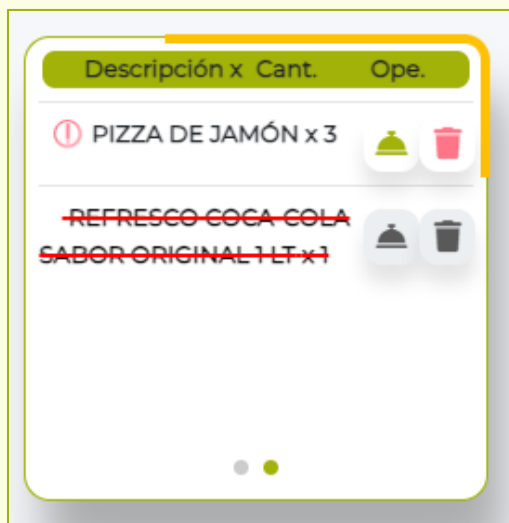 Descripción x Cant. Ope.
PIZZA DE JAMÓN x 3
REFRESCO COCA COLA
SABOR ORIGINAL 1 LT x 1